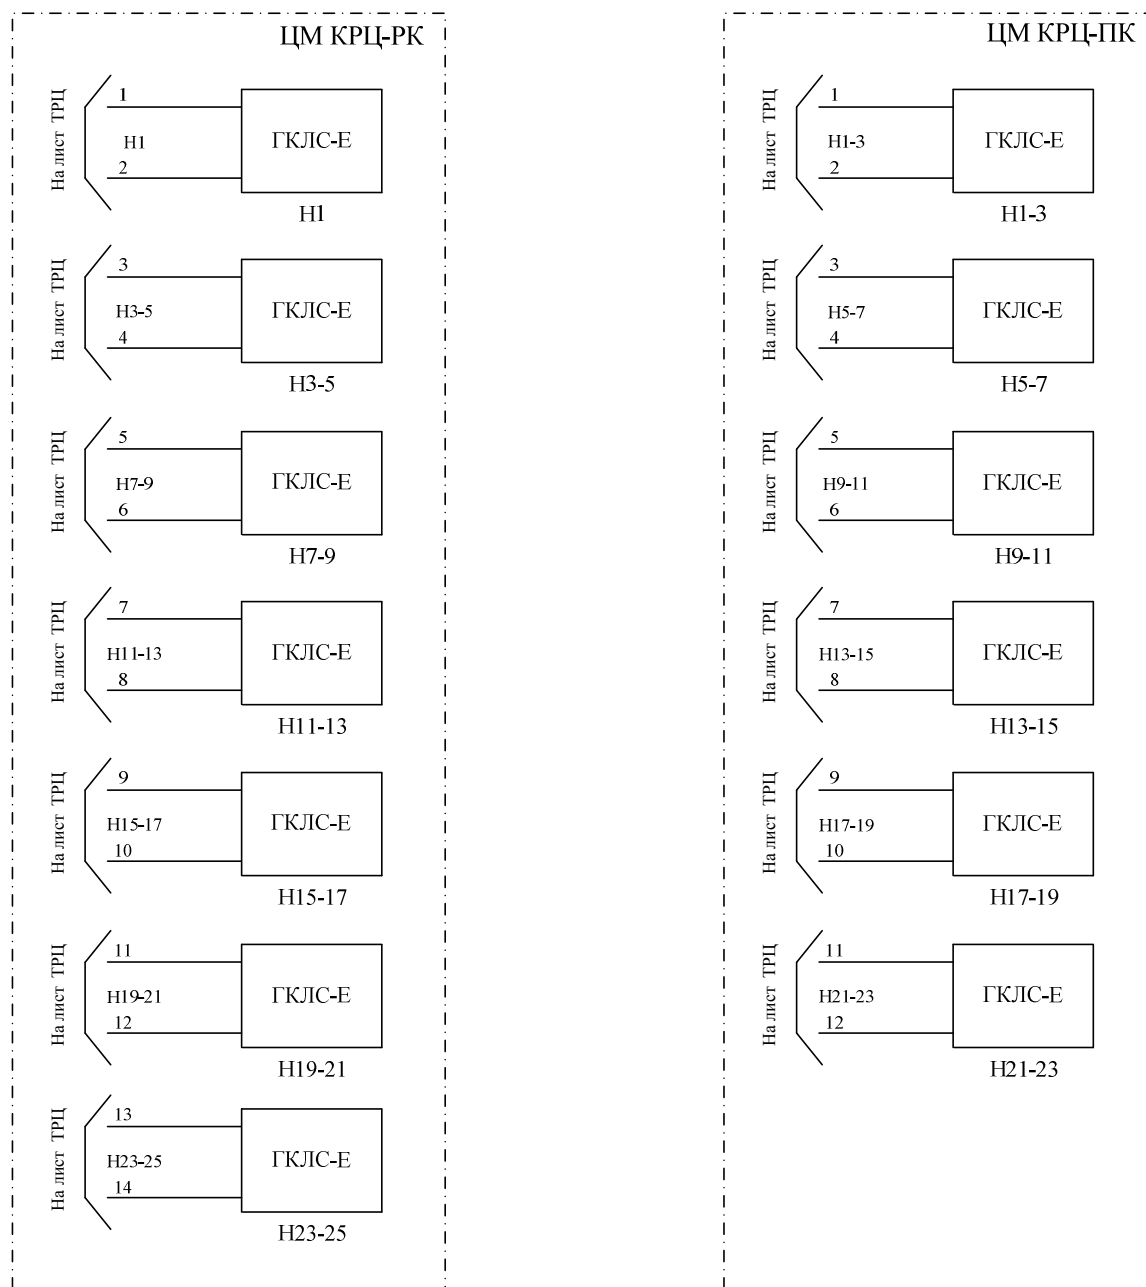 ЦМ КРЦ-РК
На лист ТРЦ
1
Н1
2
ГКЛС-Е
Н1
На лист ТРЦ
3
Н3-5
4
ГКЛС-Е
Н3-5
На лист ТРЦ
5
Н7-9
6
ГКЛС-Е
Н7-9
На лист ТРЦ
7
Н11-13
8
ГКЛС-Е
Н11-13
На лист ТРЦ
9
Н15-17
10
ГКЛС-Е
Н15-17
На лист ТРЦ
11
Н19-21
12
ГКЛС-Е
Н19-21
На лист ТРЦ
13
Н23-25
14
ГКЛС-Е
Н23-25
ЦМ КРЦ-ПК
На лист ТРЦ
1
Н1-3
2
ГКЛС-Е
Н1-3
На лист ТРЦ
3
Н5-7
4
ГКЛС-Е
Н5-7
На лист ТРЦ
5
Н9-11
6
ГКЛС-Е
Н9-11
На лист ТРЦ
7
Н13-15
8
ГКЛС-Е
Н13-15
На лист ТРЦ
9
Н17-19
10
ГКЛС-Е
Н17-19
На лист ТРЦ
11
Н21-23
12
ГКЛС-Е
Н21-23